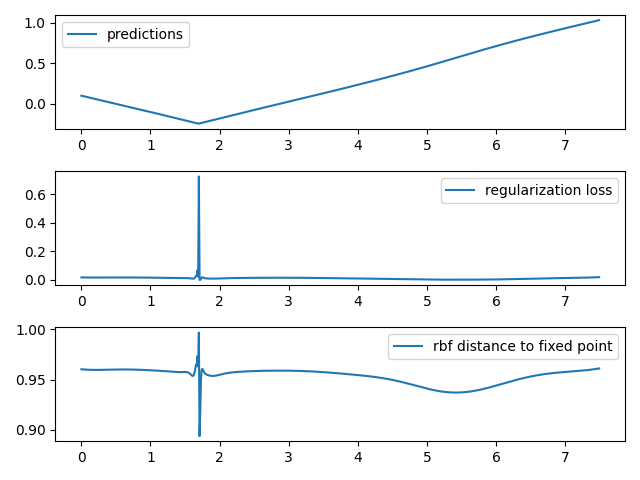 predictions
1.0
0.5
0.0
0 1 2 3 4 5 6 7
regularization loss
0.6
0.4
0.2
0.0
0 1 2 3 4 5 6 7
rbf distance to fixed point
1.00
0.95
0.90
0 1 2 3 4 5 6 7